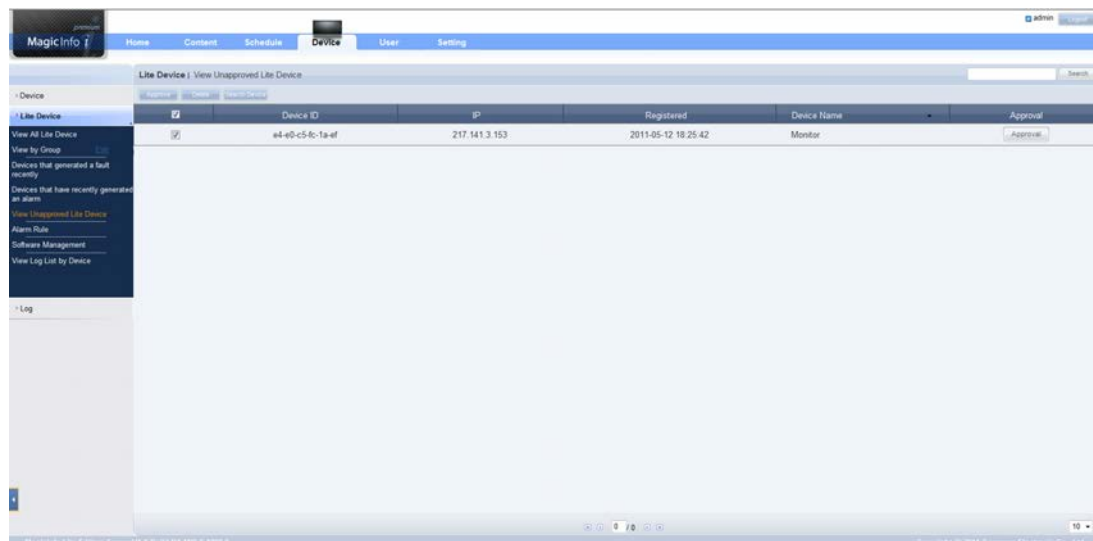 premium
MagicInfo i
admin
Logout
Home Content Schedule Device User Setting
Lite Device | View Unapproved Lite Device
Search
Device
Approve Delete
Lite Device
Device ID IP Registered Device Name Approval
View All Lite Device
e4-e0-c5-fc-1a-ef 217.141.3.153 2011-05-12 18:25:42 Monitor Approval
View by Group Edit
Devices that generated a fault
recently
Devices that have recently generated
an alarm
View Unapproved Lite Device
Alarm Rule
Software Management
View Log List by Device
Log
0 / 0
10